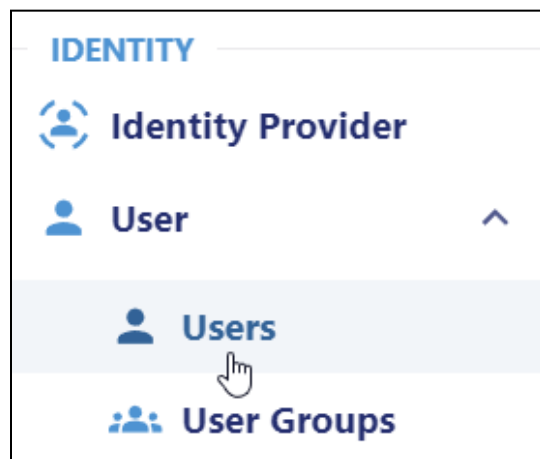 IDENTITY
Identity Provider
User
Users
User Groups